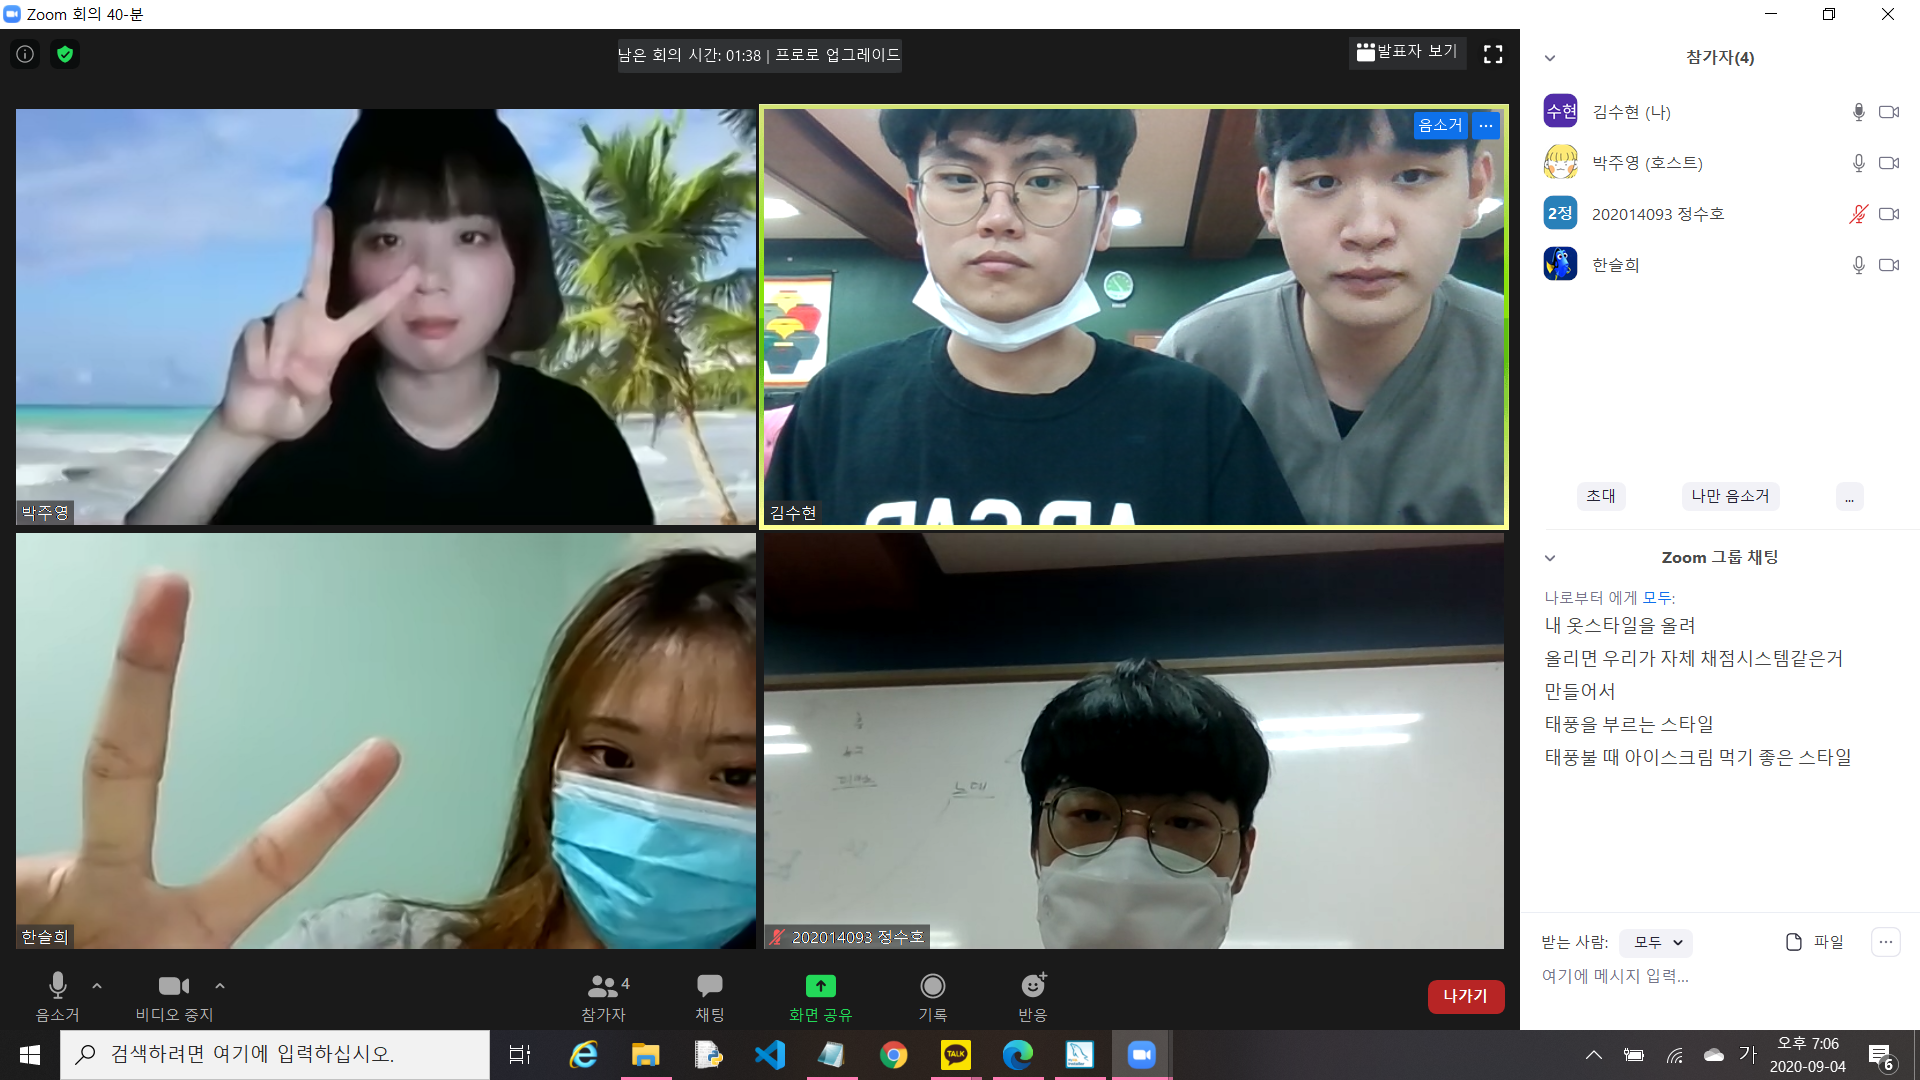 Zoom 회의 40-분
남은 회의 시간: 01:38 | 프로로 업그레이드
발표자 보기
박주영
음소거 ...
김수현
한슬희
202014093 정수호
참가자(4)
수현 김수현 (나)
박주영 (호스트)
2정 202014093 정수호
한슬희
초대 나만 음소거 ...
Zoom 그룹 채팅
나로부터 에게 모두:
내 옷스타일을 올려
올리면 우리가 자체 채점시스템같은거
만들어서
태풍을 부르는 스타일
태풍불 때 아이스크림 먹기 좋은 스타일
받는 사람: 모두 파일 ...
여기에 메시지 입력...
음소거 비디오 중지 참가자 4 채팅 화면 공유 기록 반응 나가기
검색하려면 여기에 입력하십시오.
TALK
가
오후 7:06
2020-09-04
6